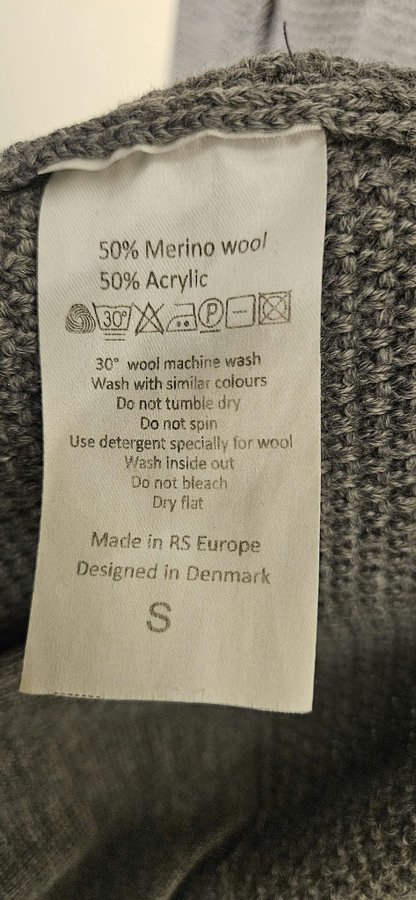 50% Merino wool
50% Acrylic
30° P
30° wool machine wash
Wash with similar colours
Do not tumble dry
Do not spin
Use detergent specially for wool
Wash inside out
Do not bleach
Dry flat
Made in RS Europe
Designed in Denmark
S